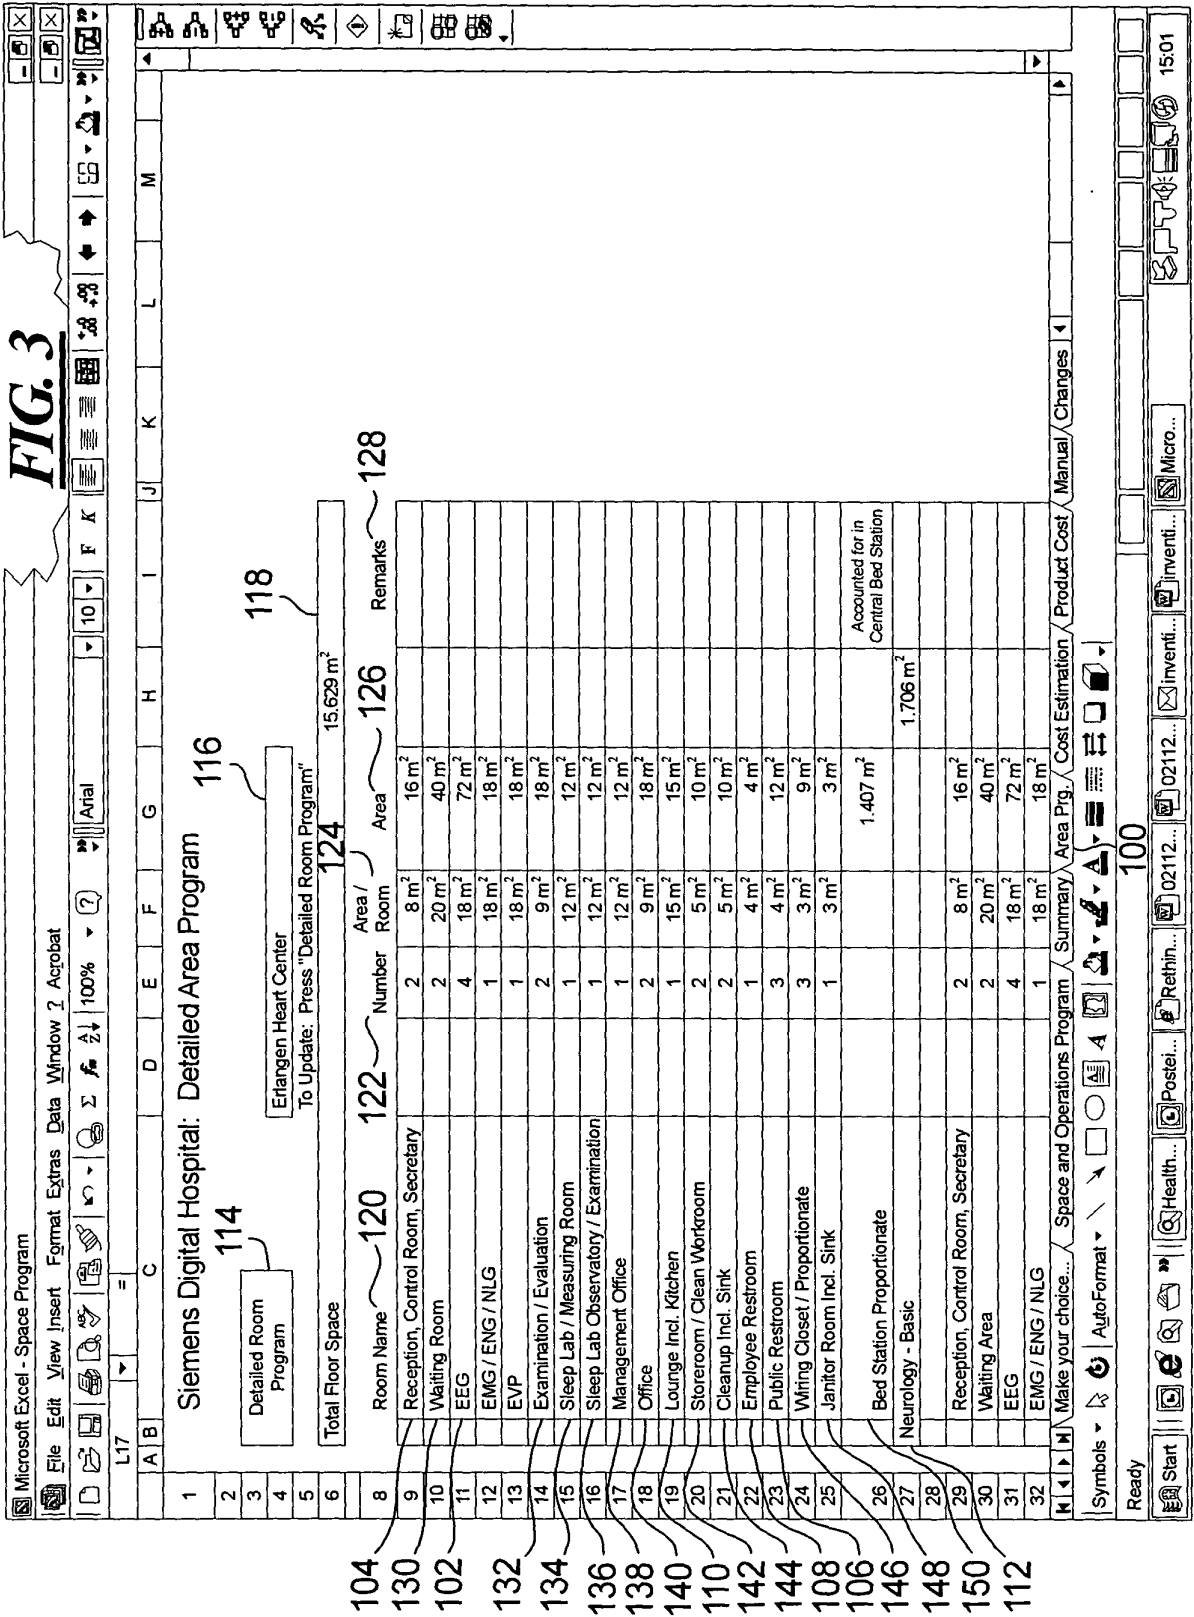 FIG. 3
Microsoft Excel - Space Program
File Edit View Insert Format Extras Data Window ? Acrobat
100%
Arial
10
F K
L17
=
A B C D E F G H I J K L M
1 Siemens Digital Hospital: Detailed Area Program
2
3 Detailed Room
4 Program
Erlangen Heart Center
5 To Update: Press "Detailed Room Program"
6 Total Floor Space 15.629 m²
114
116
118
8 Room Name Number Area / Room Area Remarks
120
122
124
126
128
9 Reception, Control Room, Secretary 2 8 m² 16 m²
10 Waiting Room 2 20 m² 40 m²
11 EEG 4 18 m² 72 m²
12 EMG / ENG / NLG 1 18 m² 18 m²
13 EVP 1 18 m² 18 m²
14 Examination / Evaluation 2 9 m² 18 m²
15 Sleep Lab / Measuring Room 1 12 m² 12 m²
16 Sleep Lab Observatory / Examination 1 12 m² 12 m²
17 Management Office 1 12 m² 12 m²
18 Office 2 9 m² 18 m²
19 Lounge Incl. Kitchen 1 15 m² 15 m²
20 Storeroom / Clean Workroom 2 5 m² 10 m²
21 Cleanup Incl. Sink 2 5 m² 10 m²
22 Employee Restroom 1 4 m² 4 m²
23 Public Restroom 3 4 m² 12 m²
24 Wiring Closet / Proportionate 3 3 m² 9 m²
25 Janitor Room Incl. Sink 1 3 m² 3 m²
26 Bed Station Proportionate 1.407 m² Accounted for in
Central Bed Station
27 Neurology - Basic 1.706 m²
28
29 Reception, Control Room, Secretary 2 8 m² 16 m²
30 Waiting Area 2 20 m² 40 m²
31 EEG 4 18 m² 72 m²
32 EMG / ENG / NLG 1 18 m² 18 m²
104
130
102
132
134
136
138
140
110
142
144
108
106
146
148
150
112
Make your choice... Space and Operations Program Summary Area Prg. Cost Estimation Product Cost Manual Changes
Symbols AutoFormat
100
Ready
Start Health... Postei... Rethin... 02112... 02112... inventi... inventi... Micro... 15:01